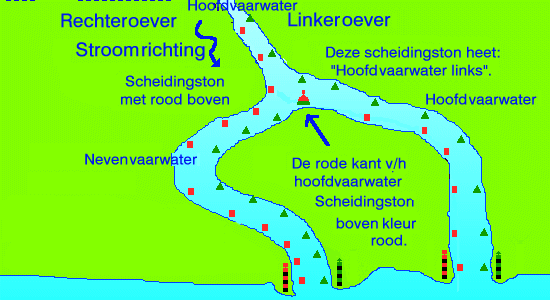 Hoofdvaarwater
Rechteroever
Linkeroever
Stroomrichting
Deze scheidingston heet:
"Hoofdvaarwater links".
Scheidingston
met rood boven
Hoofdvaarwater
Nevenvaarwater
De rode kant v/h
hoofdvaarwater
Scheidingston
boven kleur
rood.